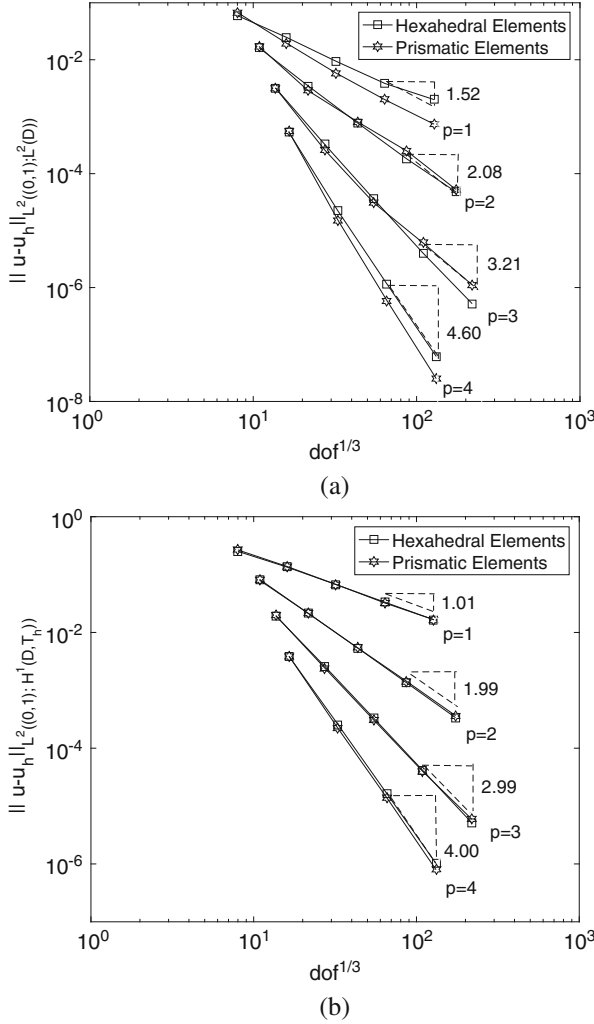 Hexahedral Elements
Prismatic Elements
10^-2
10^-4
10^-6
10^-8
1.52
p=1
2.08
p=2
3.21
p=3
4.60
p=4
|| u-u_h||_L^2((0,1);L^2(D))
10^0 10^1 10^2 10^3
dof^1/3
(a)
10^0
Hexahedral Elements
Prismatic Elements
10^-2
10^-4
10^-6
1.01
p=1
1.99
p=2
2.99
p=3
4.00
p=4
|| u-u_h||_L^2((0,1); H^1(D,T_h))
10^0 10^1 10^2 10^3
dof^1/3
(b)